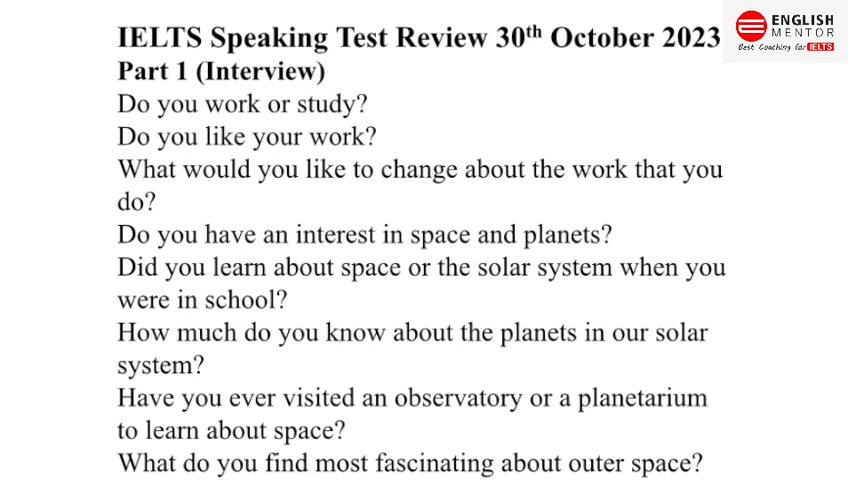 IELTS Speaking Test Review 30th October 2023
ENGLISH
MENTOR
Best Coaching for IELTS
Part 1 (Interview)
Do you work or study?
Do you like your work?
What would you like to change about the work that you
do?
Do you have an interest in space and planets?
Did you learn about space or the solar system when you
were in school?
How much do you know about the planets in our solar
system?
Have you ever visited an observatory or a planetarium
to learn about space?
What do you find most fascinating about outer space?